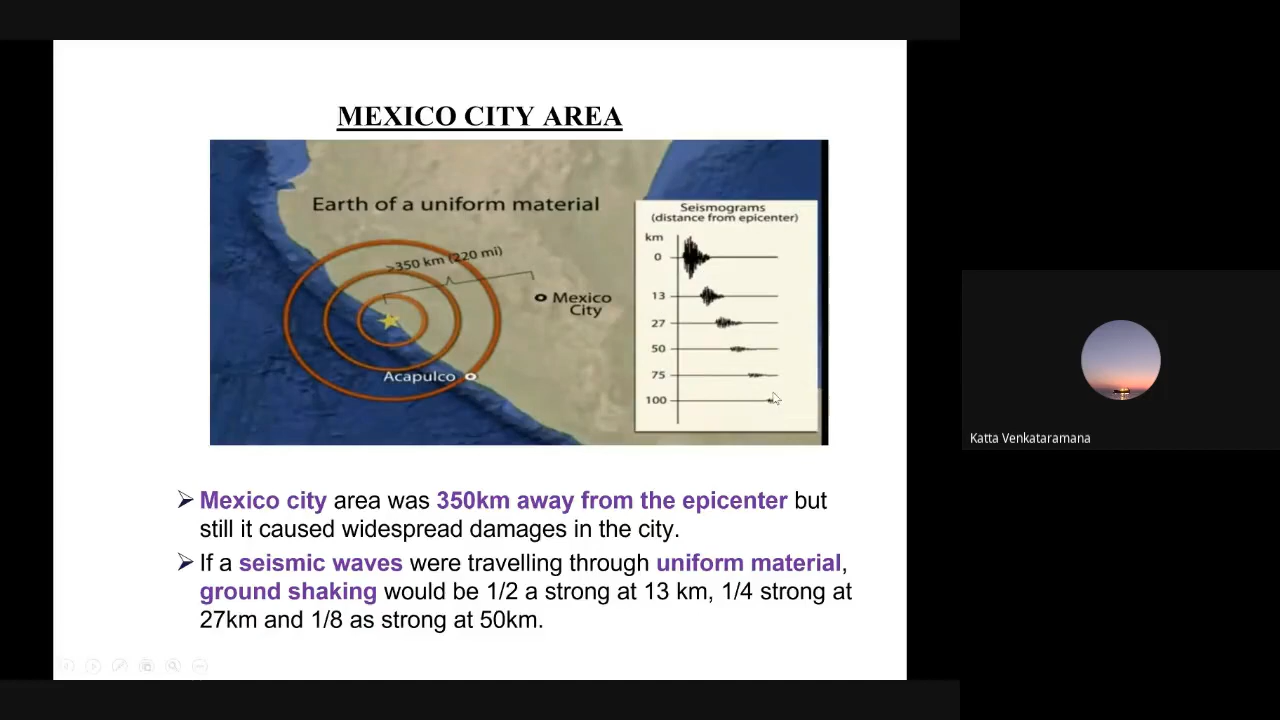 MEXICO CITY AREA
Earth of a uniform material
>350 km (220 mi)
Mexico
City
Acapulco
Seismograms
(distance from epicenter)
km
0
13
27
50
75
100
Mexico city area was 350km away from the epicenter but
still it caused widespread damages in the city.
If a seismic waves were travelling through uniform material,
ground shaking would be 1/2 a strong at 13 km, 1/4 strong at
27km and 1/8 as strong at 50km.
Katta Venkataramana